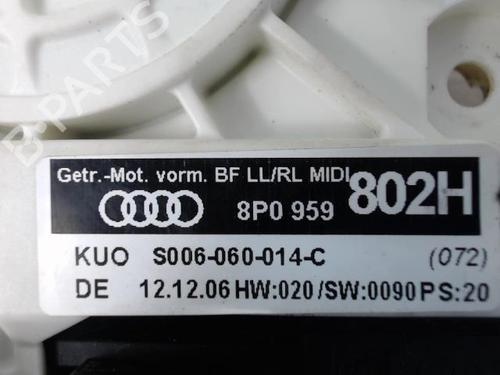 B-PARTS
Getr.-Mot. vorm. BF LL/RL MIDI 802H
8P0 959
KUO S006-060-014-C (072)
DE 12.12.06 HW:020/SW:0090 PS:20